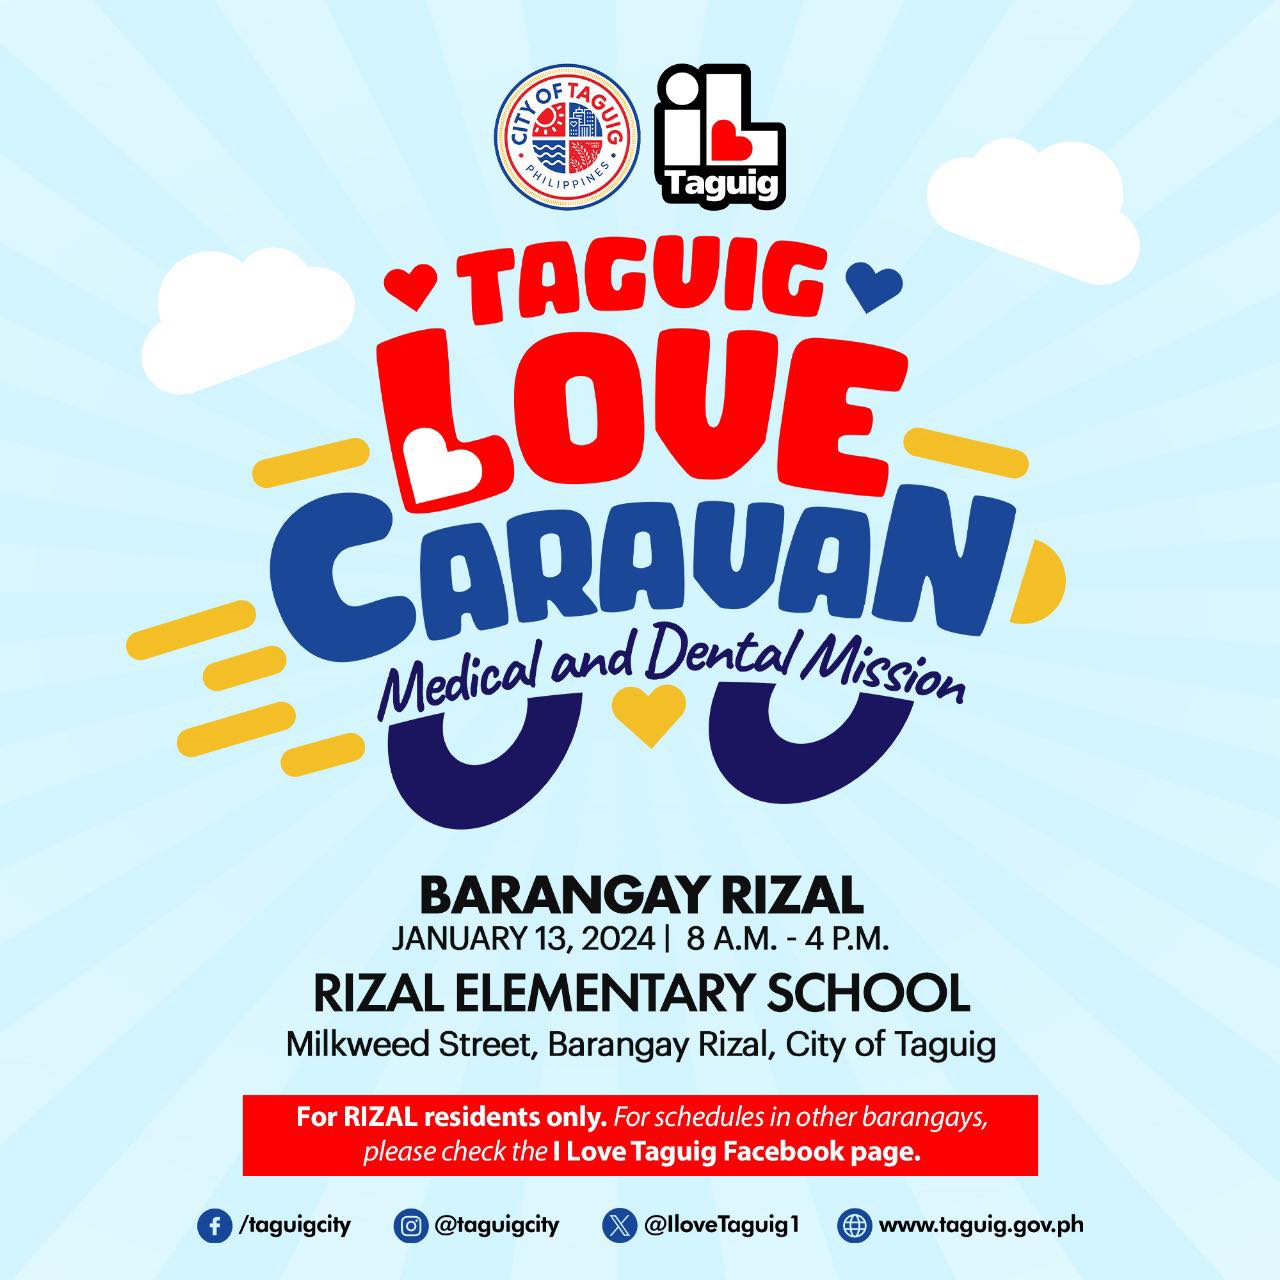 CITY OF TAGUIG
PHILIPPINES
iL
Taguig
TAGUIG
LOVE
CARAVAN
Medical and Dental Mission
BARANGAY RIZAL
JANUARY 13, 2024 | 8 A.M. - 4 P.M.
RIZAL ELEMENTARY SCHOOL
Milkweed Street, Barangay Rizal, City of Taguig
For RIZAL residents only. For schedules in other barangays,
please check the I Love Taguig Facebook page.
/taguigcity @taguigcity @IloveTaguig1 www.taguig.gov.ph